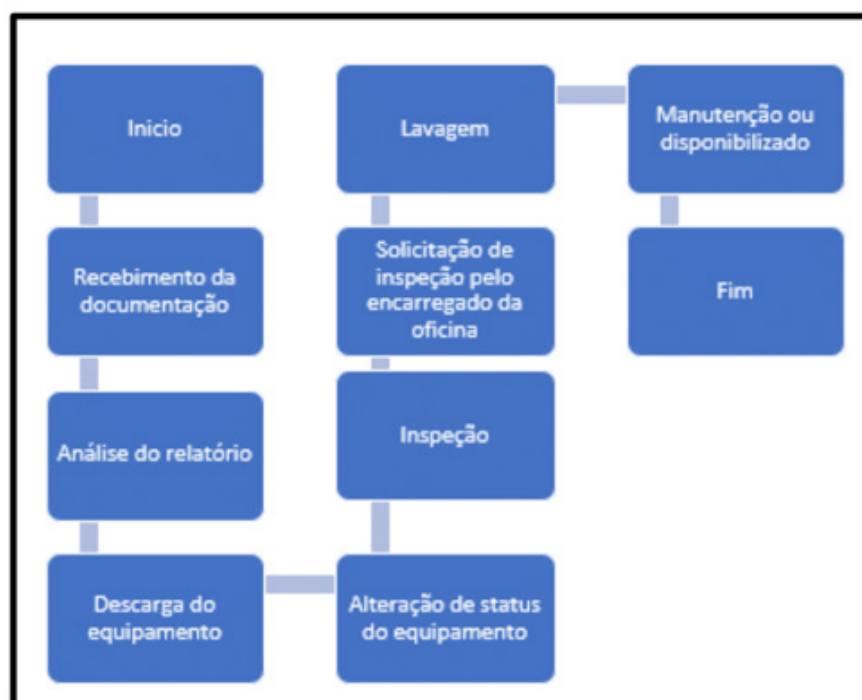 Inicio
Recebimento da
documentação
Análise do relatório
Descarga do
equipamento
Alteração de status
do equipamento
Inspeção
Solicitação de
inspeção pelo
encarregado da
oficina
Lavagem
Manutenção ou
disponibilizado
Fim